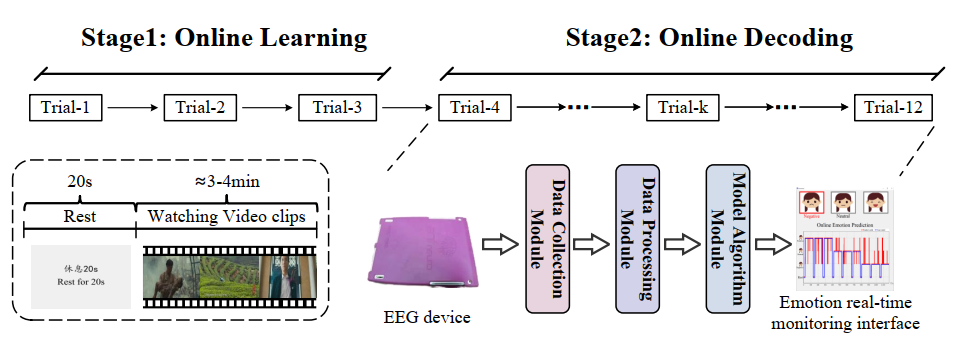 Stage1: Online Learning
Stage2: Online Decoding
Trial-1
Trial-2
Trial-3
Trial-4
...
Trial-k
...
Trial-12
20s
≈3-4min
Rest
Watching Video clips
休息20s
Rest for 20s
EEG device
Data Collection
Module
Data Processing
Module
Model Algorithm
Module
Negative
Neutral
Online Emotion Prediction
Emotion real-time
monitoring interface